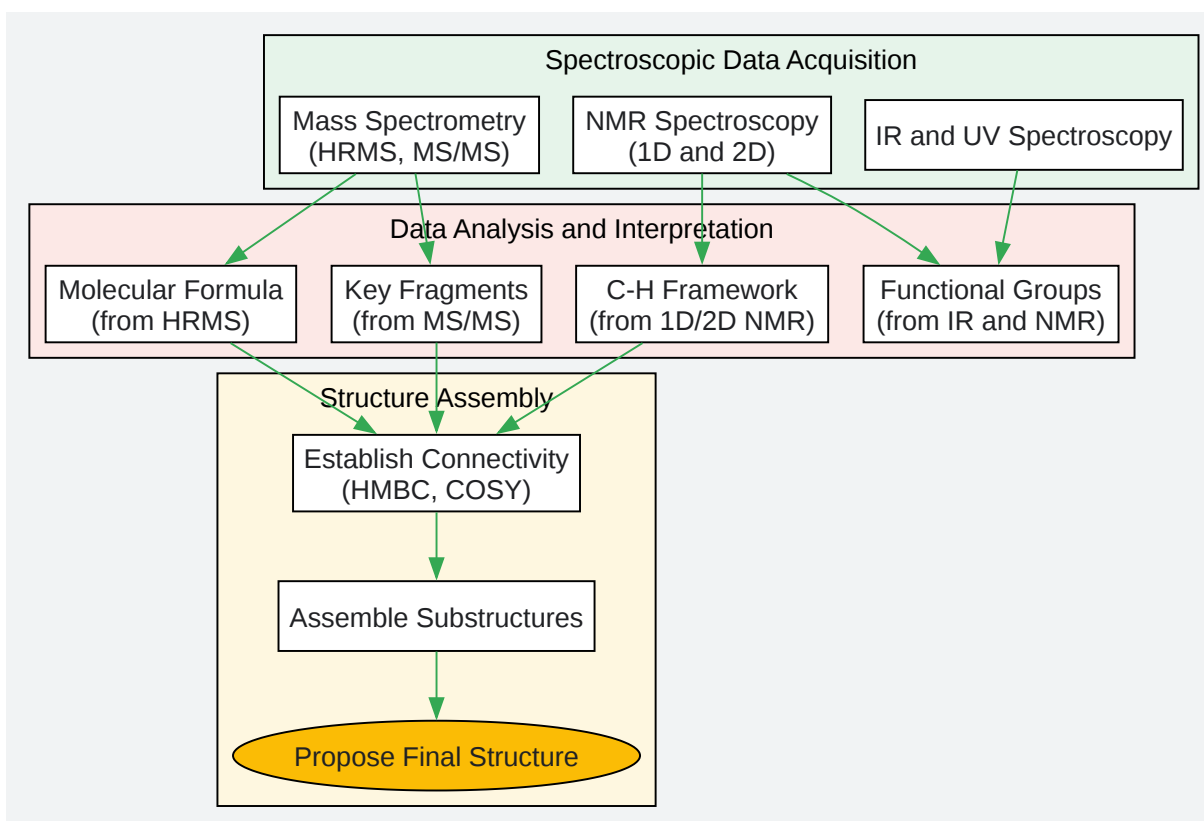 Spectroscopic Data Acquisition
Mass Spectrometry
(HRMS, MS/MS)
NMR Spectroscopy
(1D and 2D)
IR and UV Spectroscopy
Data Analysis and Interpretation
Molecular Formula
(from HRMS)
Key Fragments
(from MS/MS)
C-H Framework
(from 1D/2D NMR)
Functional Groups
(from IR and NMR)
Structure Assembly
Establish Connectivity
(HMBC, COSY)
Assemble Substructures
Propose Final Structure